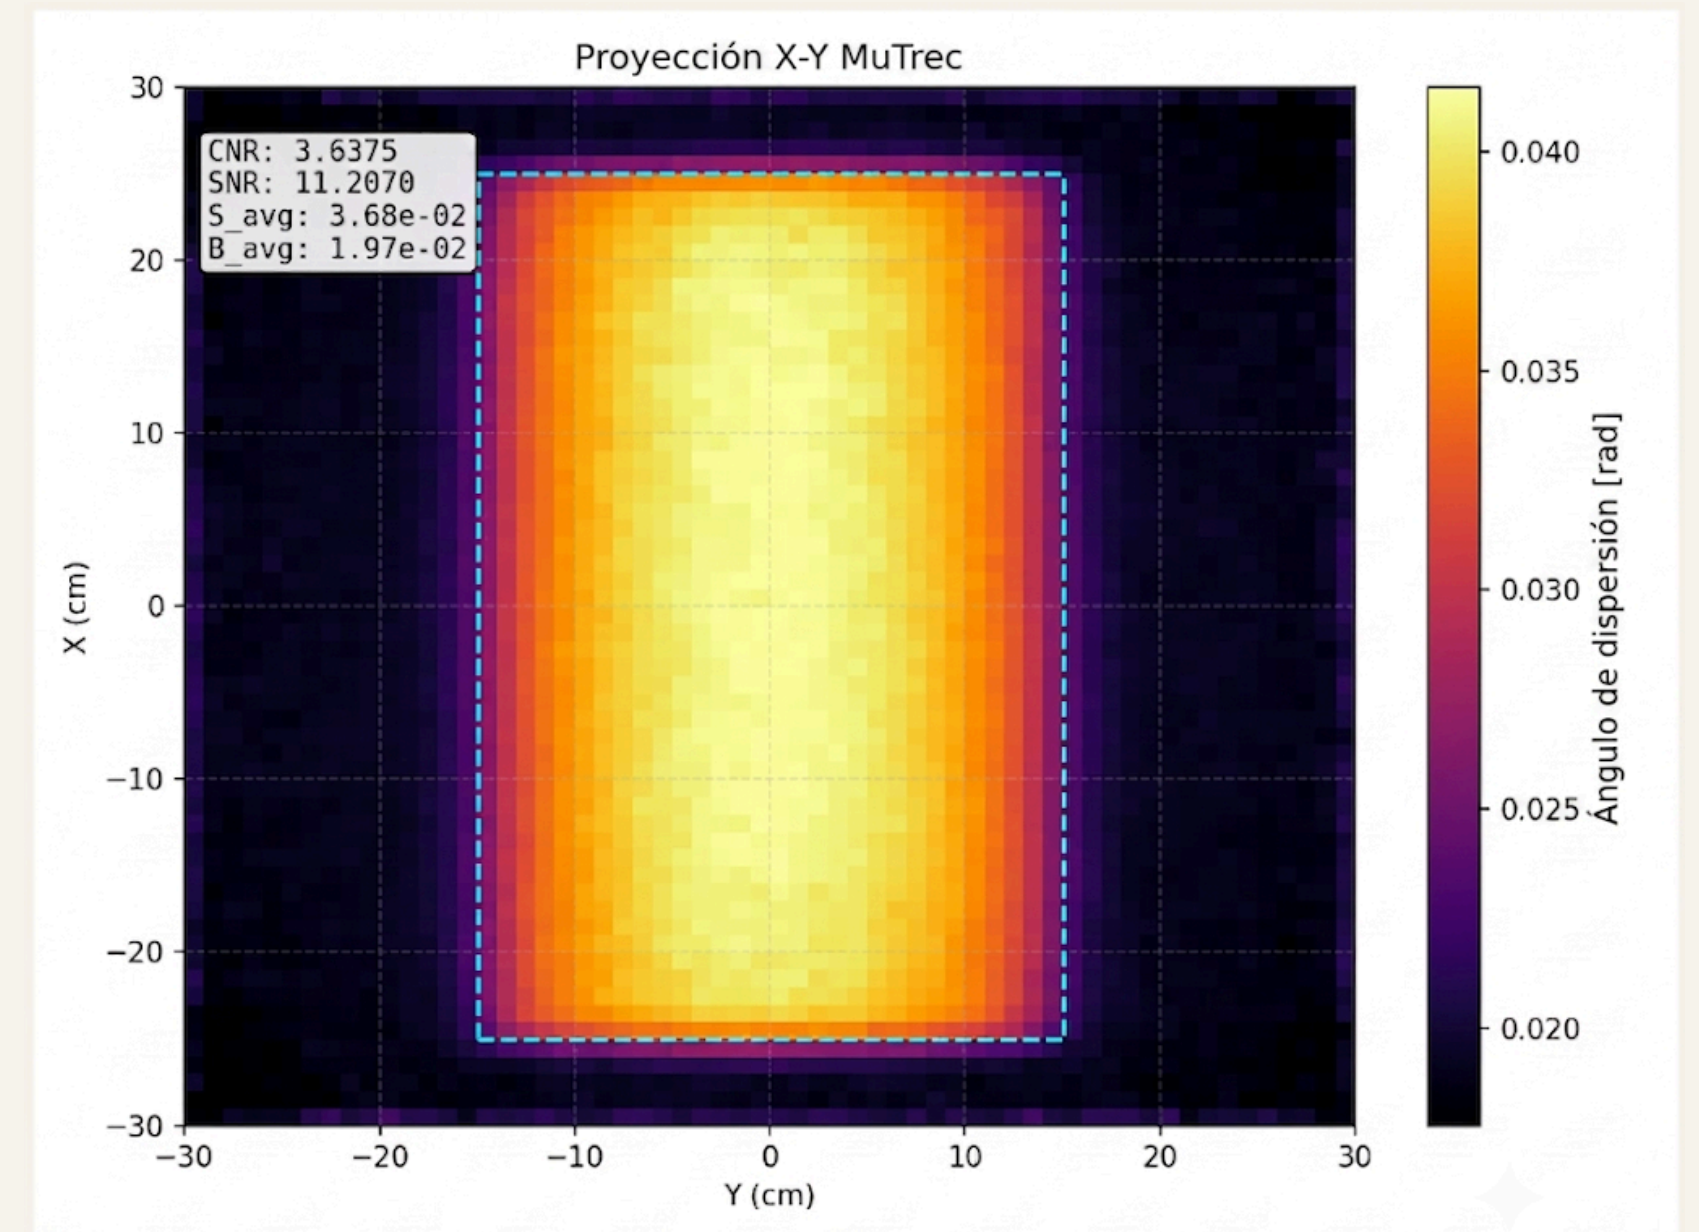 Proyección X-Y MuTrec
CNR: 3.6375
SNR: 11.2070
S_avg: 3.68e-02
B_avg: 1.97e-02
30
20
10
0
−10
−20
−30
X (cm)
−30 −20 −10 0 10 20 30
Y (cm)
0.040
0.035
0.030
0.025
0.020
Ángulo de dispersión [rad]